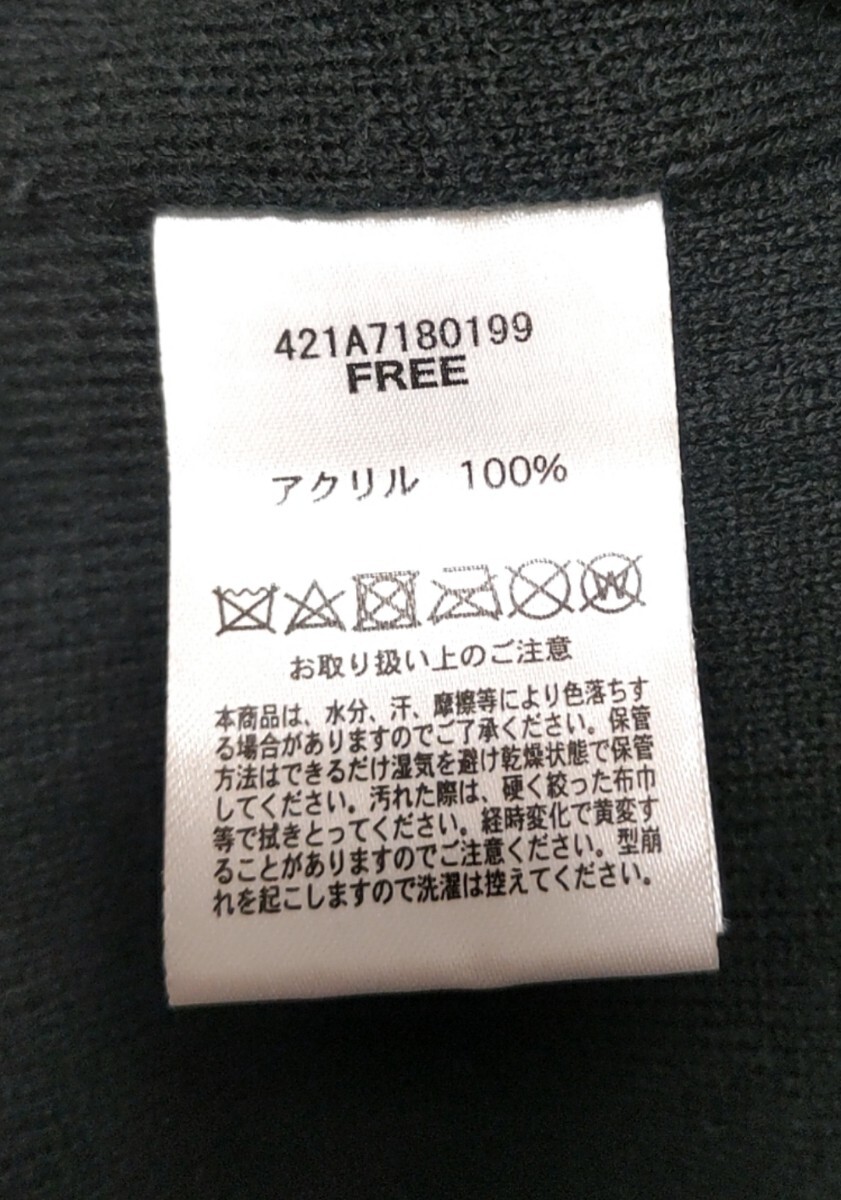 421A7180199
FREE
アクリル 100%
W
お取り扱い上のご注意
本商品は、水分、汗、摩擦等により色落ちす
る場合がありますのでご了承ください。保管
方法はできるだけ湿気を避け乾燥状態で保管
してください。汚れた際は、硬く絞った布巾
等で拭きとってください。経時変化で黄変す
ることがありますのでご注意ください。型崩
れを起こしますので洗濯は控えてください。